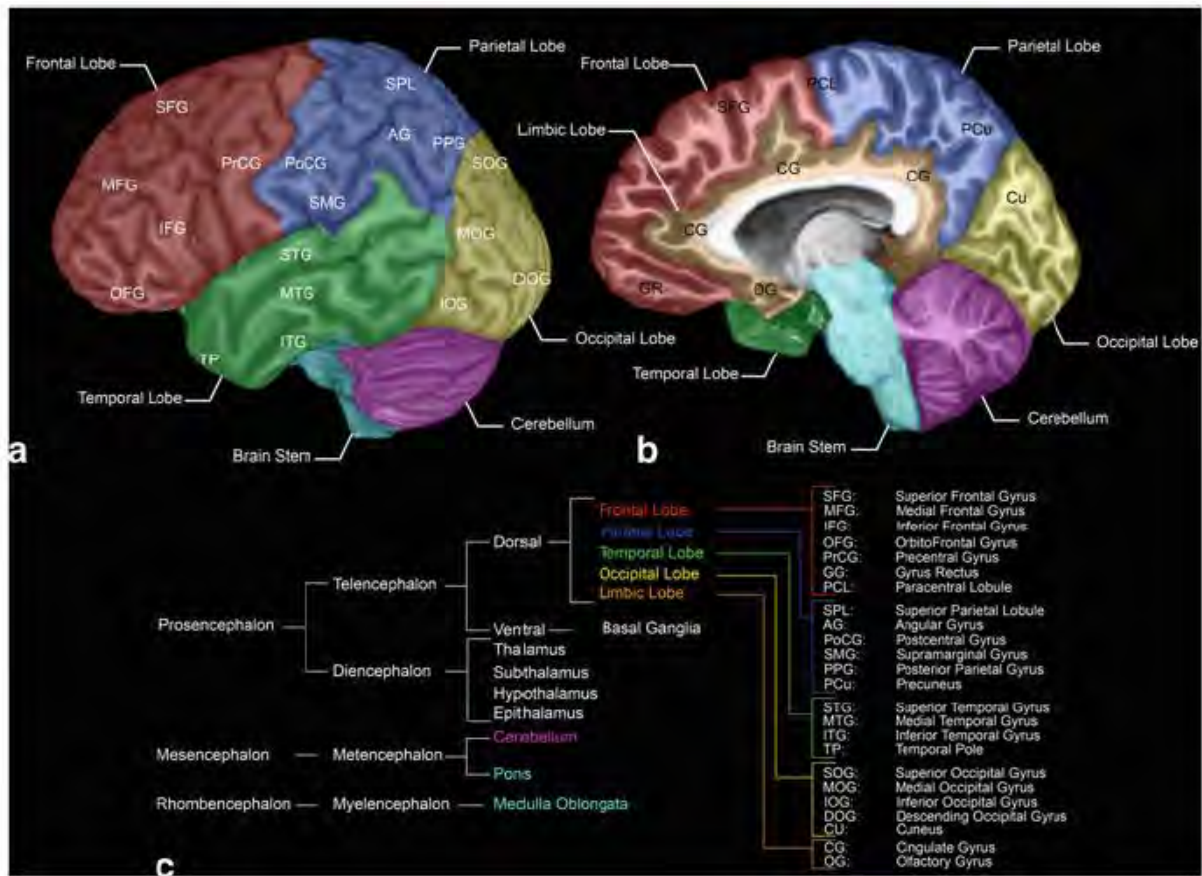 Frontal Lobe
Parietal Lobe
SFG
SPL
AG
PPG
SOG
PrCG
PoCG
MFG
SMG
IFG
STG
MOG
OFG
MTG
DOG
IOG
ITG
TP
Occipital Lobe
Temporal Lobe
Cerebellum
Brain Stem
a
Frontal Lobe
Parietal Lobe
Limbic Lobe
PCL
SFG
PCu
CG
CG
Cu
CG
GR
OG
Temporal Lobe
Occipital Lobe
Cerebellum
Brain Stem
b
Prosencephalon
Telencephalon
Dorsal
Frontal Lobe
Parietal Lobe
Temporal Lobe
Occipital Lobe
Limbic Lobe
Ventral
Basal Ganglia
Diencephalon
Thalamus
Subthalamus
Hypothalamus
Epithalamus
Mesencephalon
Metencephalon
Cerebellum
Pons
Rhombencephalon
Myelencephalon
Medulla Oblongata
SFG: Superior Frontal Gyrus
MFG: Medial Frontal Gyrus
IFG: Inferior Frontal Gyrus
OFG: OrbitoFrontal Gyrus
PrCG: Precentral Gyrus
GG: Gyrus Rectus
PCL: Paracentral Lobule
SPL: Superior Parietal Lobule
AG: Angular Gyrus
PoCG: Postcentral Gyrus
SMG: Supramarginal Gyrus
PPG: Posterior Parietal Gyrus
PCu: Precuneus
STG: Superior Temporal Gyrus
MTG: Medial Temporal Gyrus
ITG: Inferior Temporal Gyrus
TP: Temporal Pole
SOG: Superior Occipital Gyrus
MOG: Medial Occipital Gyrus
IOG: Inferior Occipital Gyrus
DOG: Descending Occipital Gyrus
CU: Cuneus
CG: Cingulate Gyrus
OG: Olfactory Gyrus
c